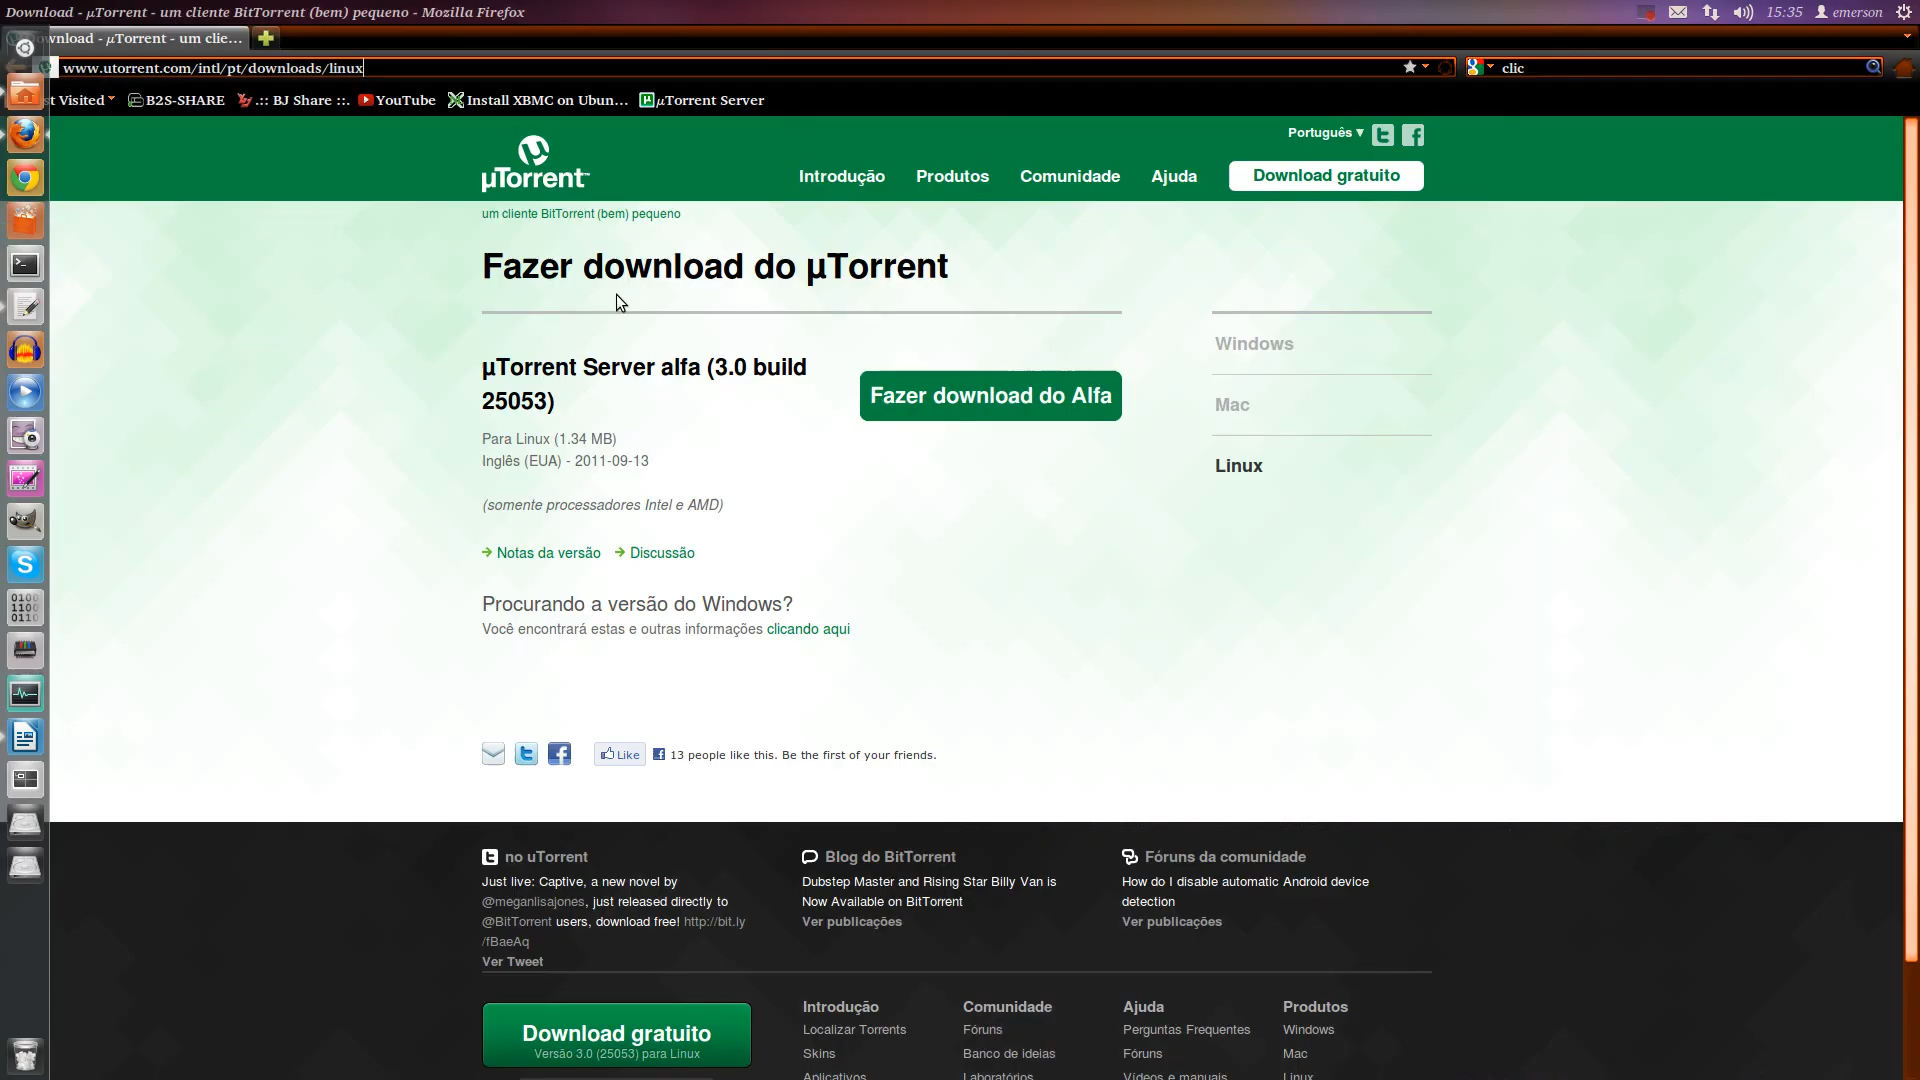 Download - µTorrent - um cliente BitTorrent (bem) pequeno - Mozilla Firefox
15:35 emerson
wnload - µTorrent - um clie...
www.utorrent.com/intl/pt/downloads/linux
clic
t Visited B2S-SHARE .:: BJ Share ::. YouTube Install XBMC on Ubun... µTorrent Server
Português ▾
µTorrent™
Introdução Produtos Comunidade Ajuda Download gratuito
um cliente BitTorrent (bem) pequeno
Fazer download do µTorrent
µTorrent Server alfa (3.0 build
25053)
Fazer download do Alfa
Para Linux (1.34 MB)
Inglês (EUA) - 2011-09-13
(somente processadores Intel e AMD)
Notas da versão Discussão
Procurando a versão do Windows?
Você encontrará estas e outras informações clicando aqui
Windows
Mac
Linux
Like 13 people like this. Be the first of your friends.
no uTorrent
Just live: Captive, a new novel by
@meganlisajones, just released directly to
@BitTorrent users, download free! http://bit.ly
/fBaeAq
Ver Tweet
Blog do BitTorrent
Dubstep Master and Rising Star Billy Van is
Now Available on BitTorrent
Ver publicações
Fóruns da comunidade
How do I disable automatic Android device
detection
Ver publicações
Download gratuito
Versão 3.0 (25053) para Linux
Introdução
Localizar Torrents
Skins
Aplicativos
Comunidade
Fóruns
Banco de ideias
Laboratórios
Ajuda
Perguntas Frequentes
Fóruns
Vídeos e manuais
Produtos
Windows
Mac
Linux